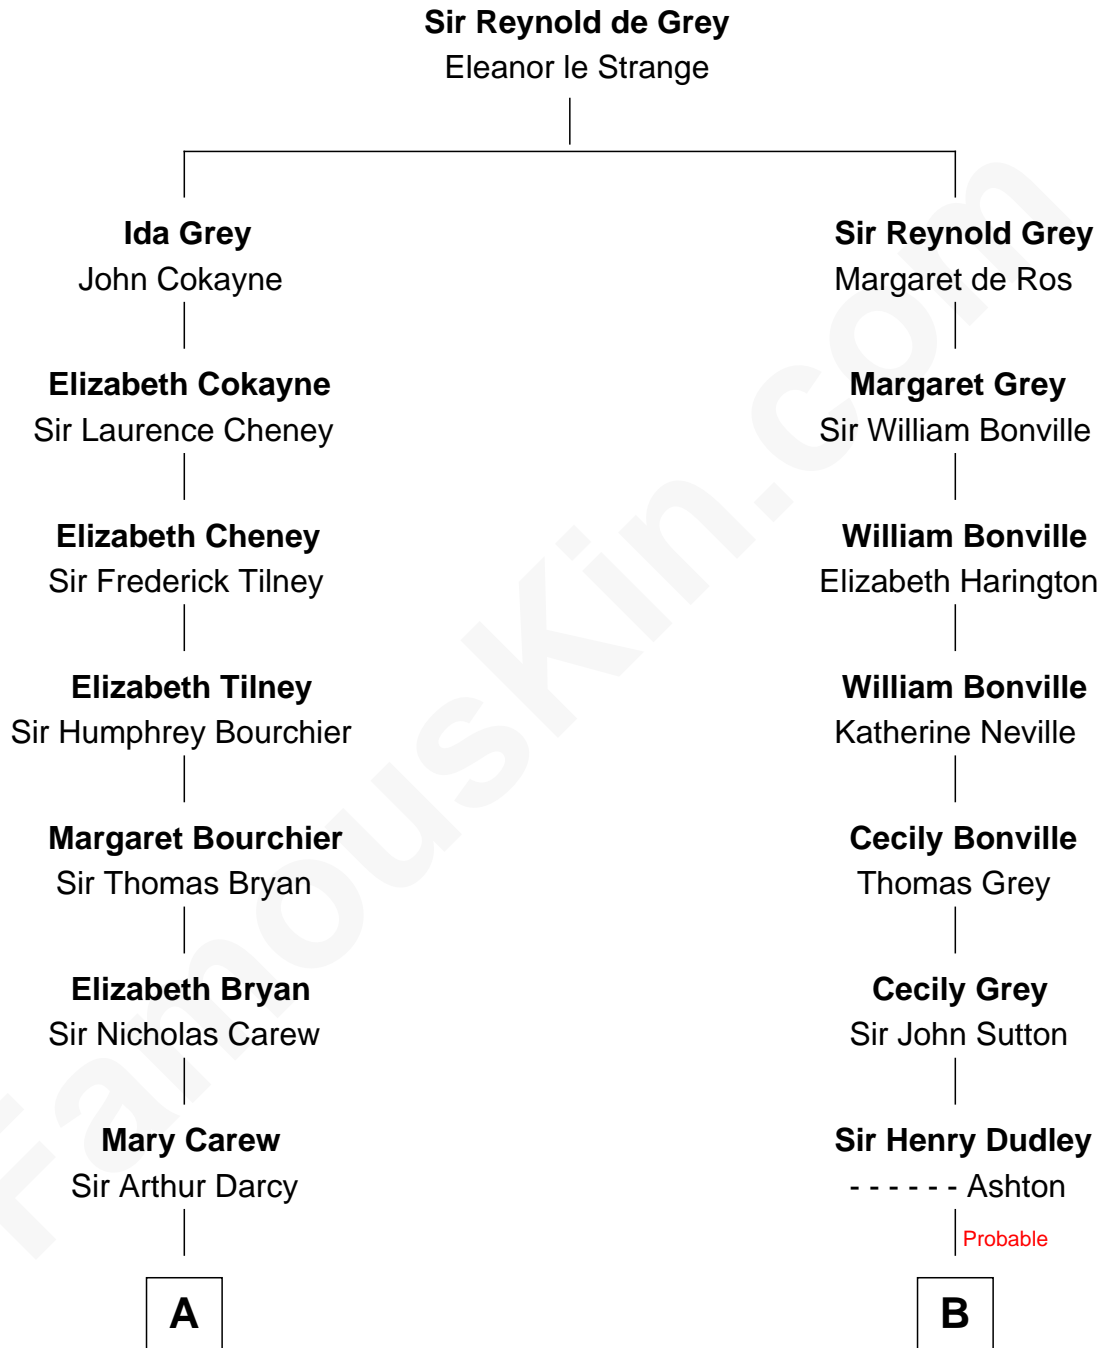 Sir Reynold de Grey
Eleanor le Strange
Ida Grey
John Cokayne
Sir Reynold Grey
Margaret de Ros
Elizabeth Cokayne
Sir Laurence Cheney
Margaret Grey
Sir William Bonville
Elizabeth Cheney
Sir Frederick Tilney
William Bonville
Elizabeth Harington
Elizabeth Tilney
Sir Humphrey Bourchier
William Bonville
Katherine Neville
Margaret Bourchier
Sir Thomas Bryan
Cecily Bonville
Thomas Grey
Elizabeth Bryan
Sir Nicholas Carew
Cecily Grey
Sir John Sutton
Mary Carew
Sir Arthur Darcy
Sir Henry Dudley
- - - - - - Ashton
Probable
A
B
FamousKin.com